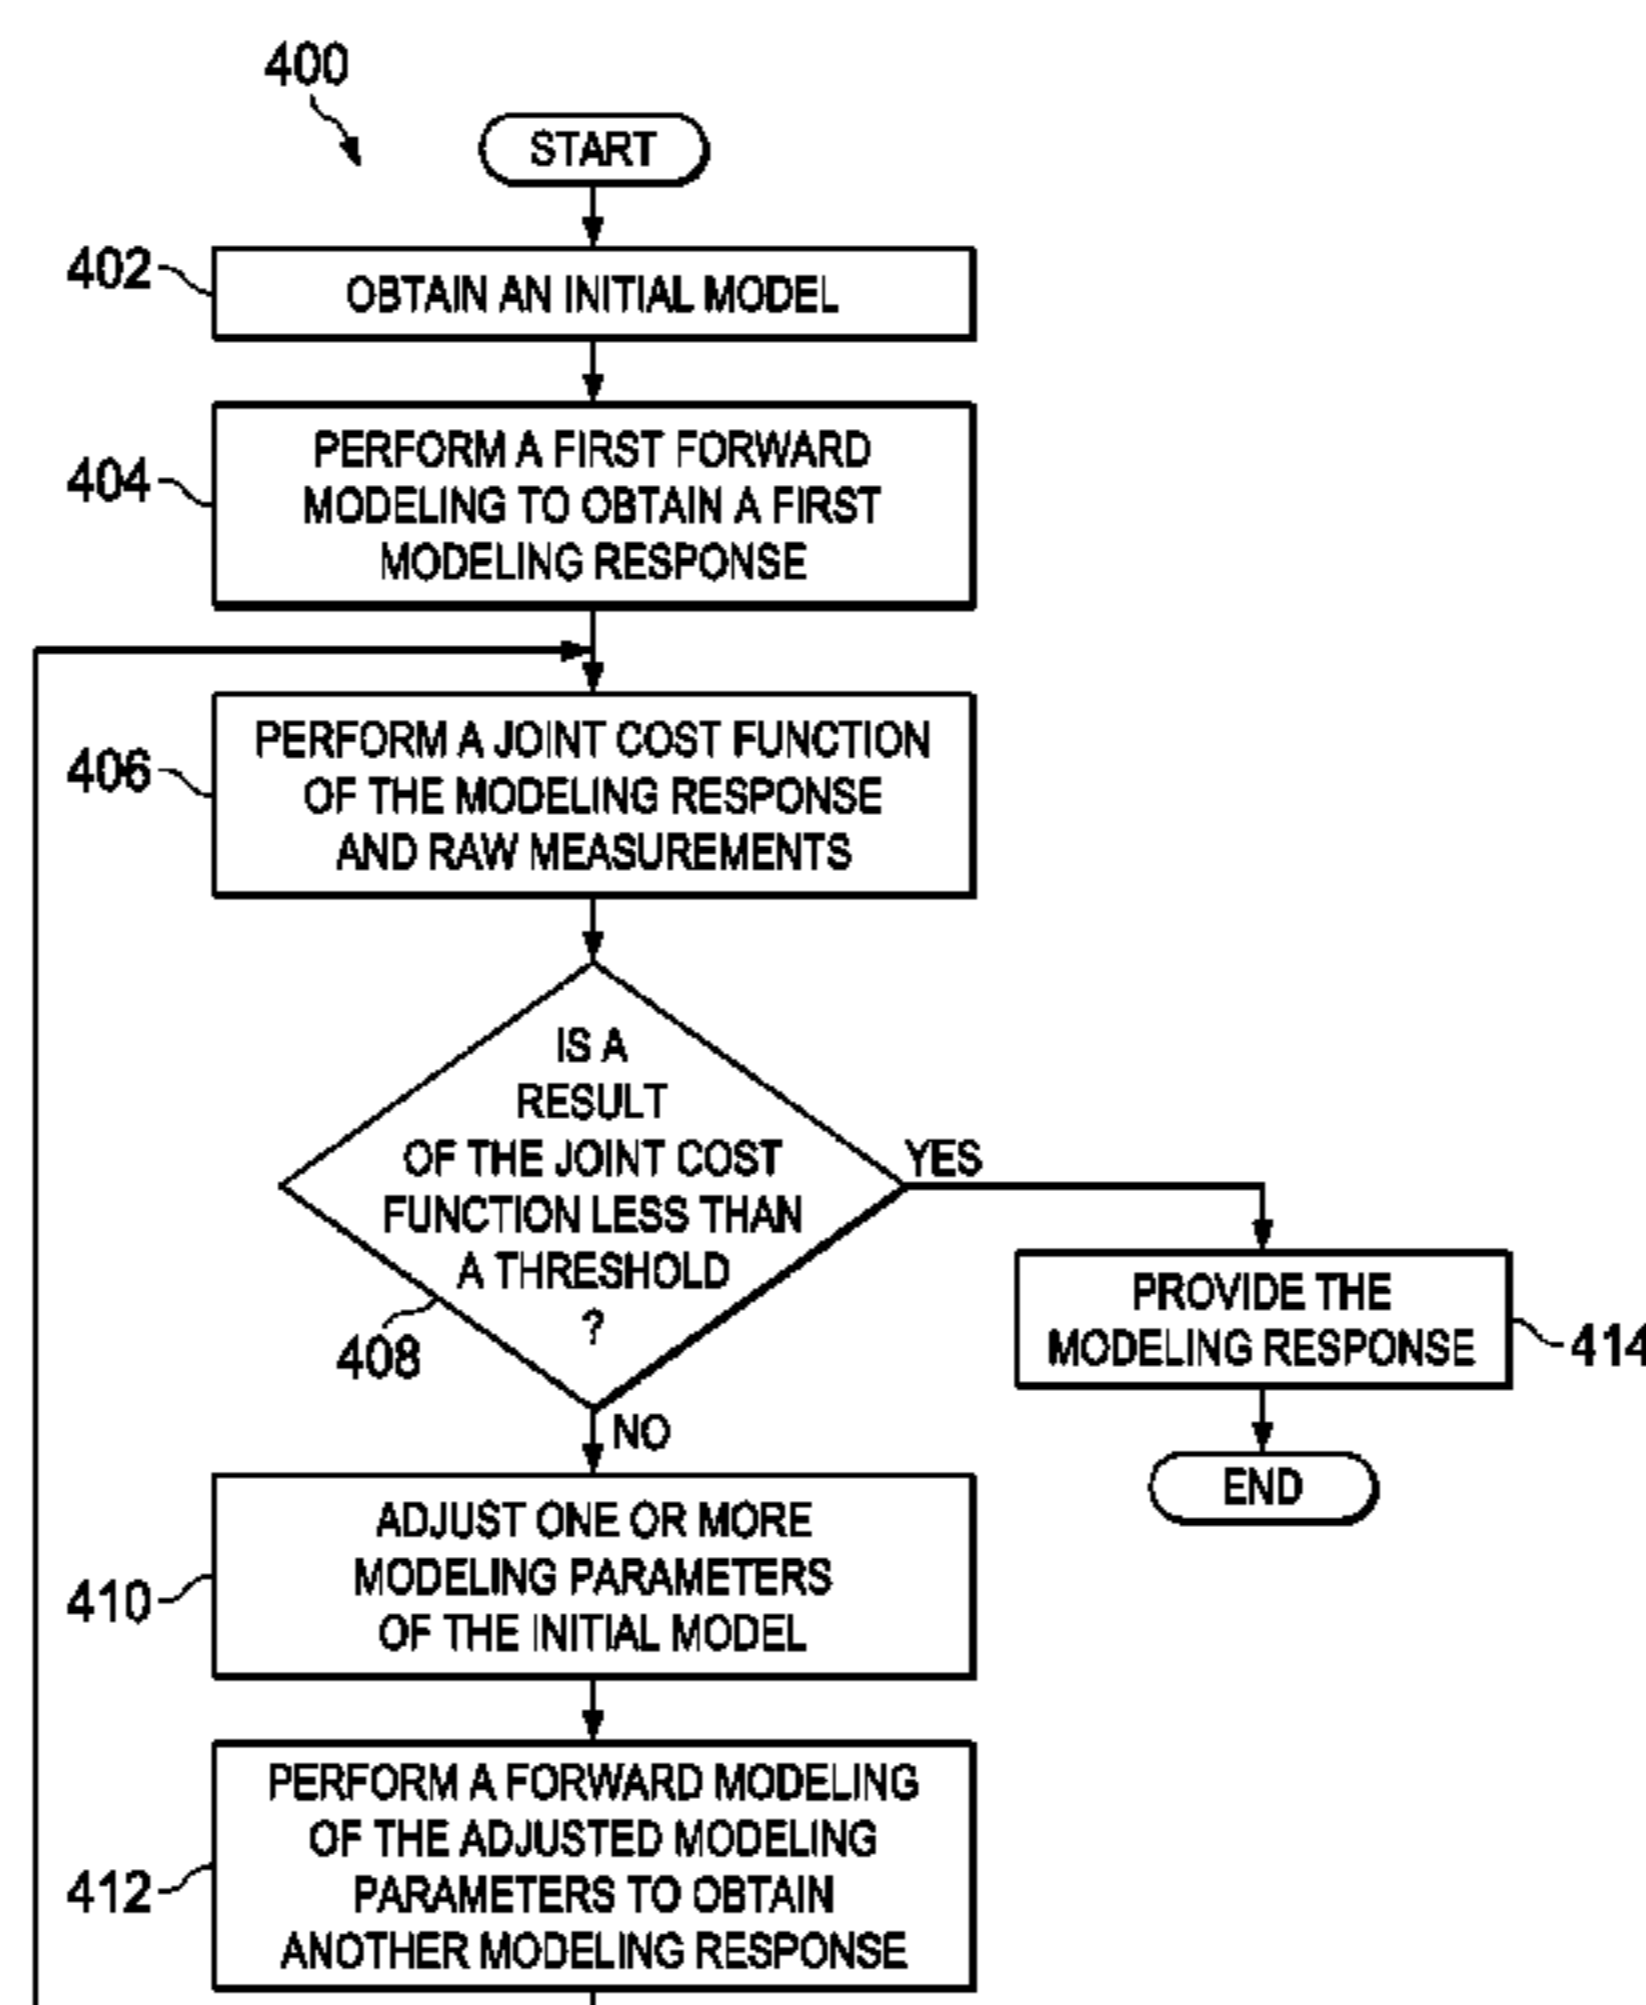 400
START
402
OBTAIN AN INITIAL MODEL
404
PERFORM A FIRST FORWARD
MODELING TO OBTAIN A FIRST
MODELING RESPONSE
406
PERFORM A JOINT COST FUNCTION
OF THE MODELING RESPONSE
AND RAW MEASUREMENTS
IS A
RESULT
OF THE JOINT COST
FUNCTION LESS THAN
A THRESHOLD
?
408
YES
PROVIDE THE
MODELING RESPONSE
414
END
NO
410
ADJUST ONE OR MORE
MODELING PARAMETERS
OF THE INITIAL MODEL
412
PERFORM A FORWARD MODELING
OF THE ADJUSTED MODELING
PARAMETERS TO OBTAIN
ANOTHER MODELING RESPONSE